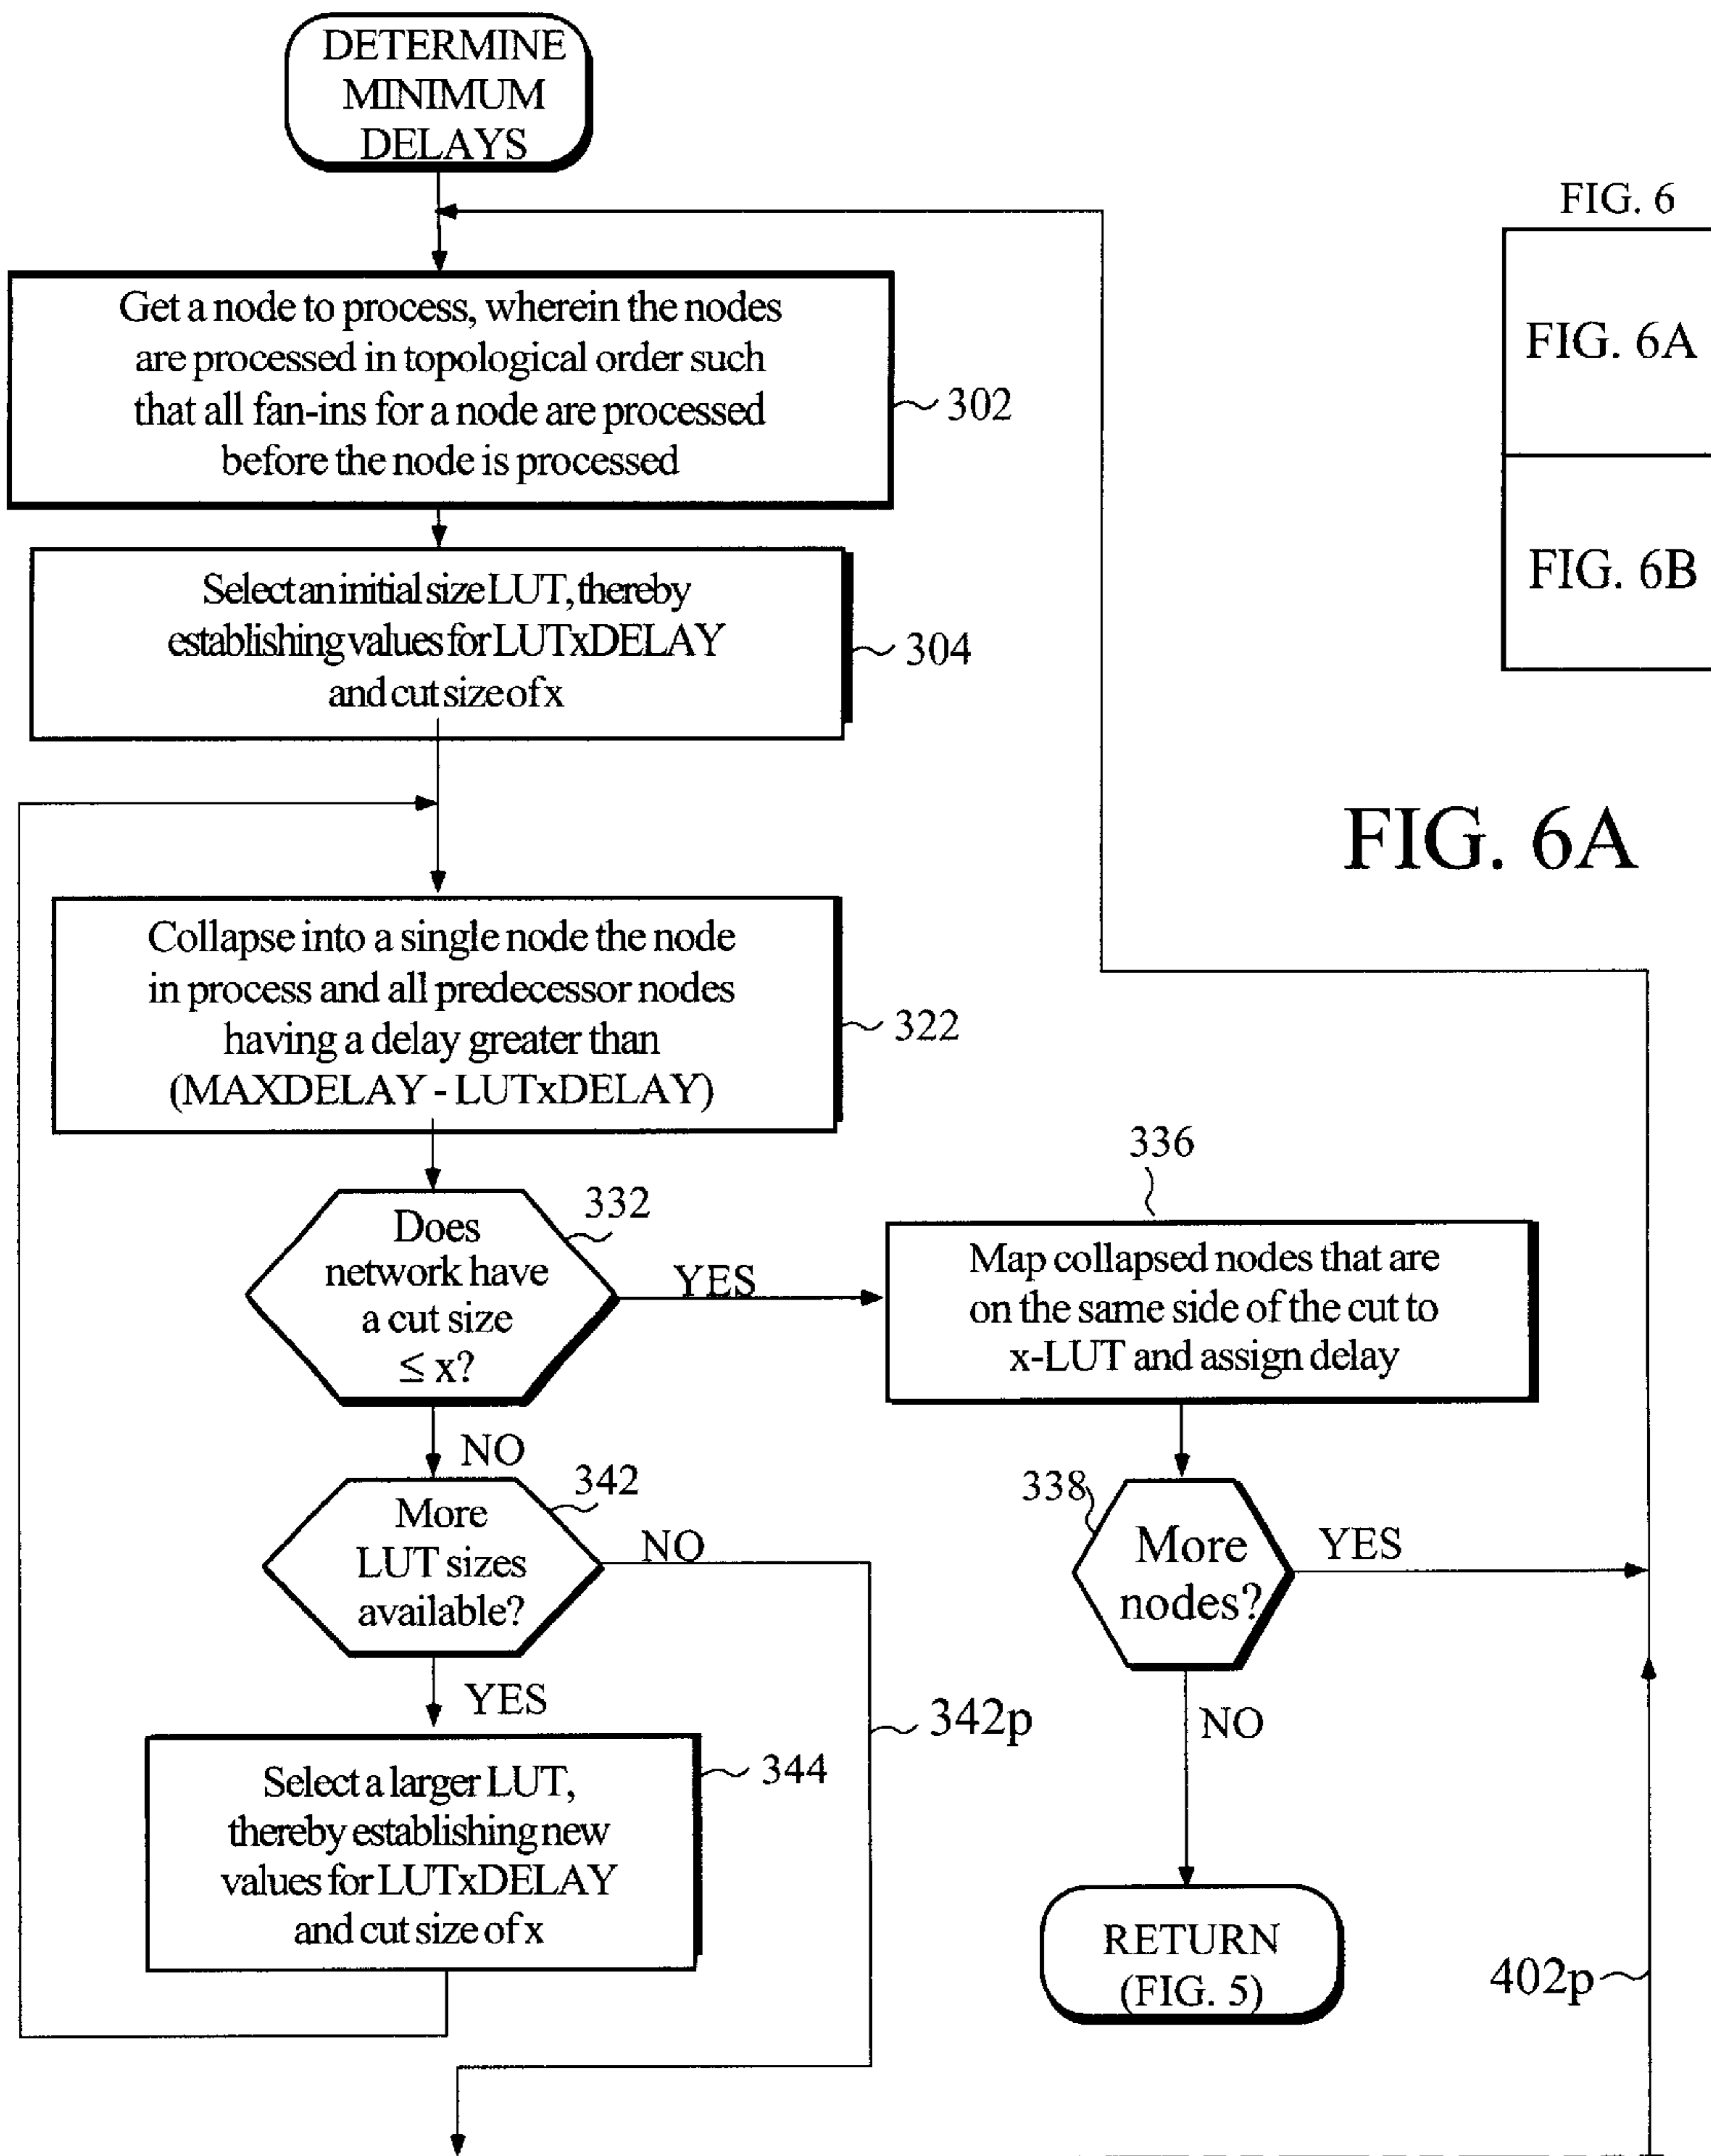 DETERMINE
MINIMUM
DELAYS
FIG. 6
FIG. 6A
FIG. 6B
Get a node to process, wherein the nodes
are processed in topological order such
that all fan-ins for a node are processed
before the node is processed
302
Select an initial size LUT, thereby
establishing values for LUTxDELAY
and cut size of x
304
FIG. 6A
Collapse into a single node the node
in process and all predecessor nodes
having a delay greater than
(MAXDELAY - LUTxDELAY)
322
332
Does
network have
a cut size
≤ x?
YES
NO
336
Map collapsed nodes that are
on the same side of the cut to
x-LUT and assign delay
342
More
LUT sizes
available?
NO
YES
338
More
nodes?
YES
NO
342p
344
Select a larger LUT,
thereby establishing new
values for LUTxDELAY
and cut size of x
RETURN
(FIG. 5)
402p